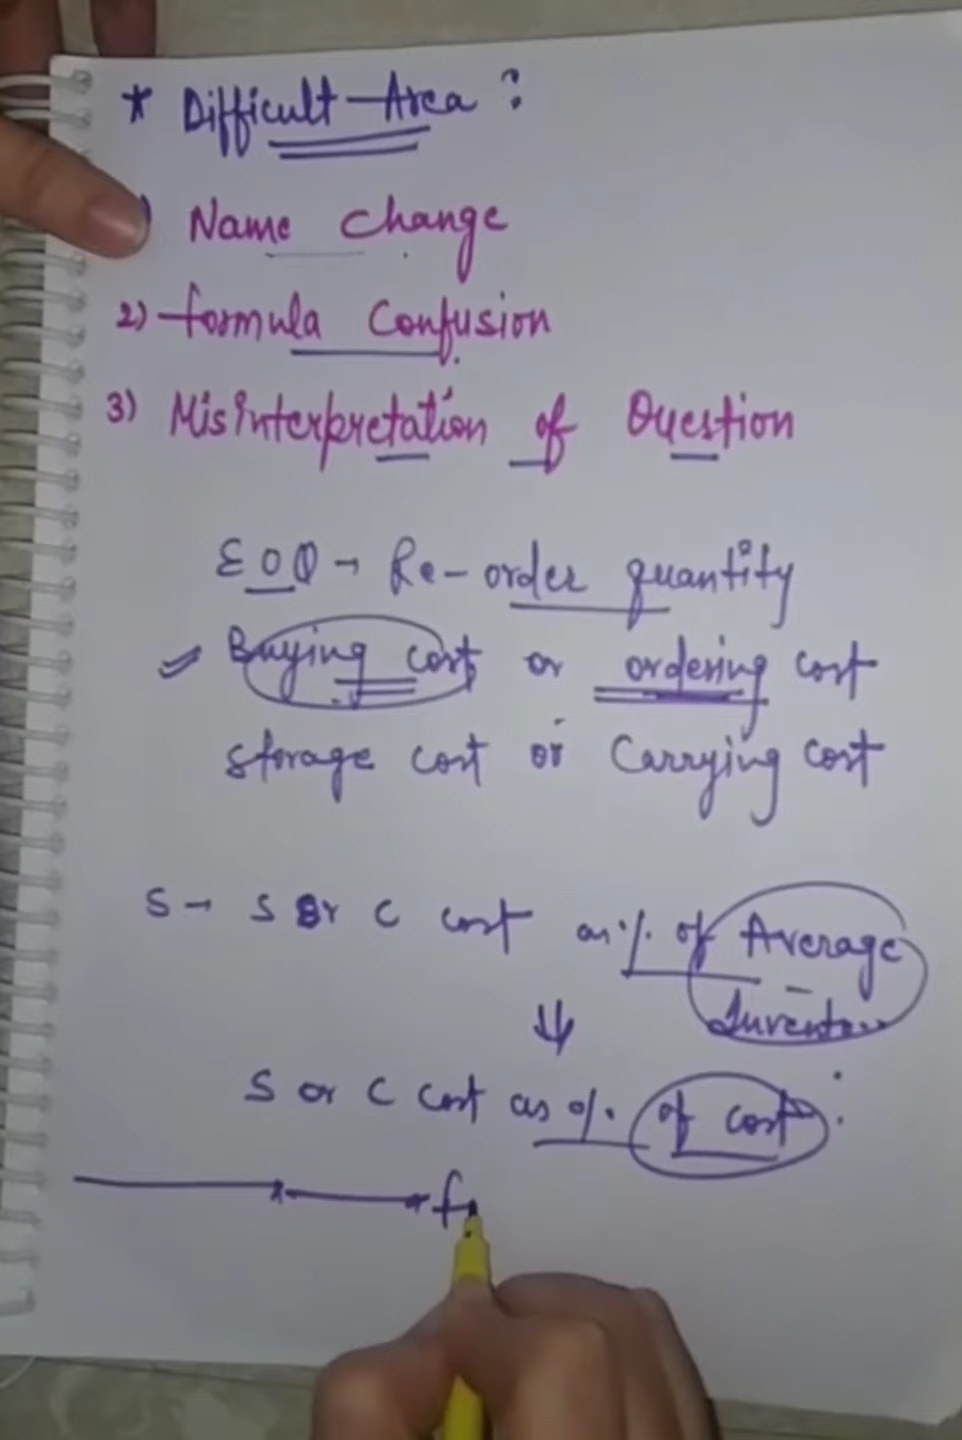 * Difficult Area :
) Name Change
2) formula Confusion
3) Misinterpretation of Question
EOQ → Re-order quantity
Buying cost or ordering cost
Storage cost or Carrying cost
S → S or C cost as % of Average
Inventory
S or C cost as % of cost :
f